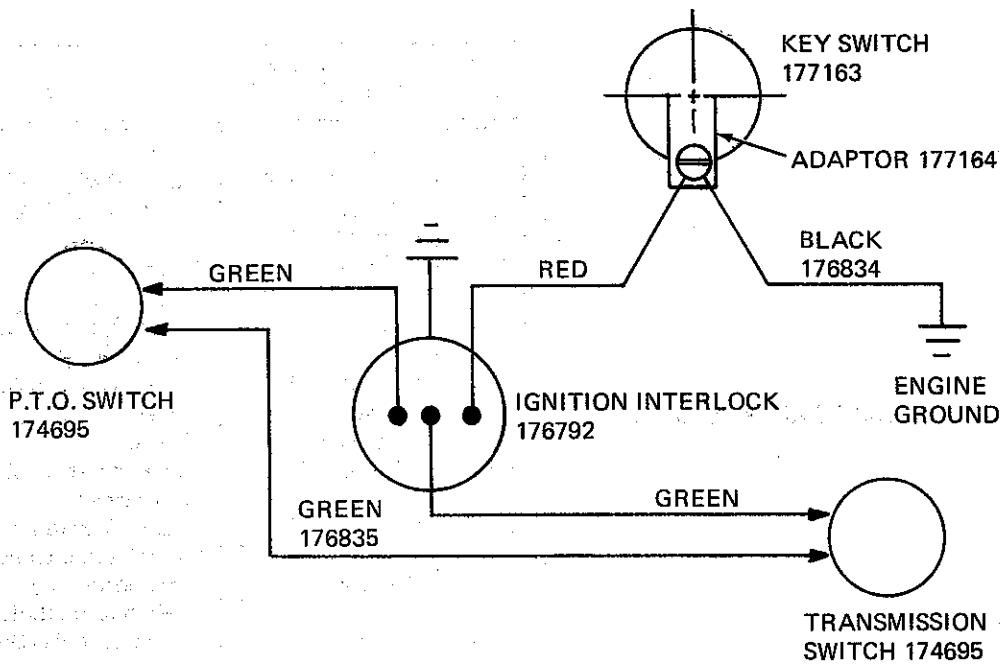 KEY SWITCH
177163
ADAPTOR 177164
BLACK
176834
RED
GREEN
ENGINE
GROUND
P.T.O. SWITCH
174695
IGNITION INTERLOCK
176792
GREEN
176835
GREEN
TRANSMISSION
SWITCH 174695